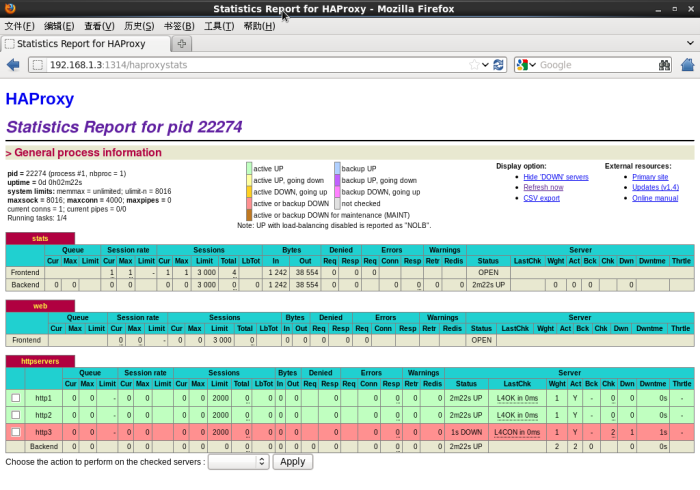 Statistics Report for HAProxy - Mozilla Firefox
文件(F) 编辑(E) 查看(V) 历史(S) 书签(B) 工具(T) 帮助(H)
Statistics Report for HAProxy
192.168.1.3:1314/haproxystats Google
HAProxy
Statistics Report for pid 22274
> General process information
pid = 22274 (process #1, nbproc = 1)
uptime = 0d 0h02m22s
system limits: memmax = unlimited; ulimit-n = 8016
maxsock = 8016; maxconn = 4000; maxpipes = 0
current conns = 1; current pipes = 0/0
Running tasks: 1/4
active UP backup UP
active UP, going down backup UP, going down
active DOWN, going up backup DOWN, going up
active or backup DOWN not checked
active or backup DOWN for maintenance (MAINT)
Note: UP with load-balancing disabled is reported as "NOLB".
Display option:
Hide 'DOWN' servers
Refresh now
CSV export
External resources:
Primary site
Updates (v1.4)
Online manual
stats
Queue Session rate Sessions Bytes Denied Errors Warnings Server
Cur Max Limit Cur Max Limit Cur Max Limit Total LbTot In Out Req Resp Req Conn Resp Retr Redis Status LastChk Wght Act Bck Chk Dwn Dwntme Thrtle
Frontend 1 1 - 1 1 3 000 4 1 242 38 554 0 0 0 OPEN
Backend 0 0 0 0 0 0 3 000 0 0 1 242 38 554 0 0 0 0 0 0 2m22s UP 0 0 0 0
web
Queue Session rate Sessions Bytes Denied Errors Warnings Server
Cur Max Limit Cur Max Limit Cur Max Limit Total LbTot In Out Req Resp Req Conn Resp Retr Redis Status LastChk Wght Act Bck Chk Dwn Dwntme Thrtle
Frontend 0 0 - 0 0 3 000 0 0 0 0 0 0 OPEN
httpservers
Queue Session rate Sessions Bytes Denied Errors Warnings Server
Cur Max Limit Cur Max Limit Cur Max Limit Total LbTot In Out Req Resp Req Conn Resp Retr Redis Status LastChk Wght Act Bck Chk Dwn Dwntme Thrtle
http1 0 0 - 0 0 0 0 2000 0 0 0 0 0 0 0 0 0 2m22s UP L4OK in 0ms 1 Y - 0 0 0s -
http2 0 0 - 0 0 0 0 2000 0 0 0 0 0 0 0 0 0 2m22s UP L4OK in 0ms 1 Y - 0 0 0s -
http3 0 0 - 0 0 0 0 2000 0 0 0 0 0 0 0 0 0 1s DOWN L4CON in 0ms 1 Y - 2 1 1s -
Backend 0 0 0 0 0 0 2000 0 0 0 0 0 0 0 0 0 0 2m22s UP 2 2 0 0 0s
Choose the action to perform on the checked servers : Apply